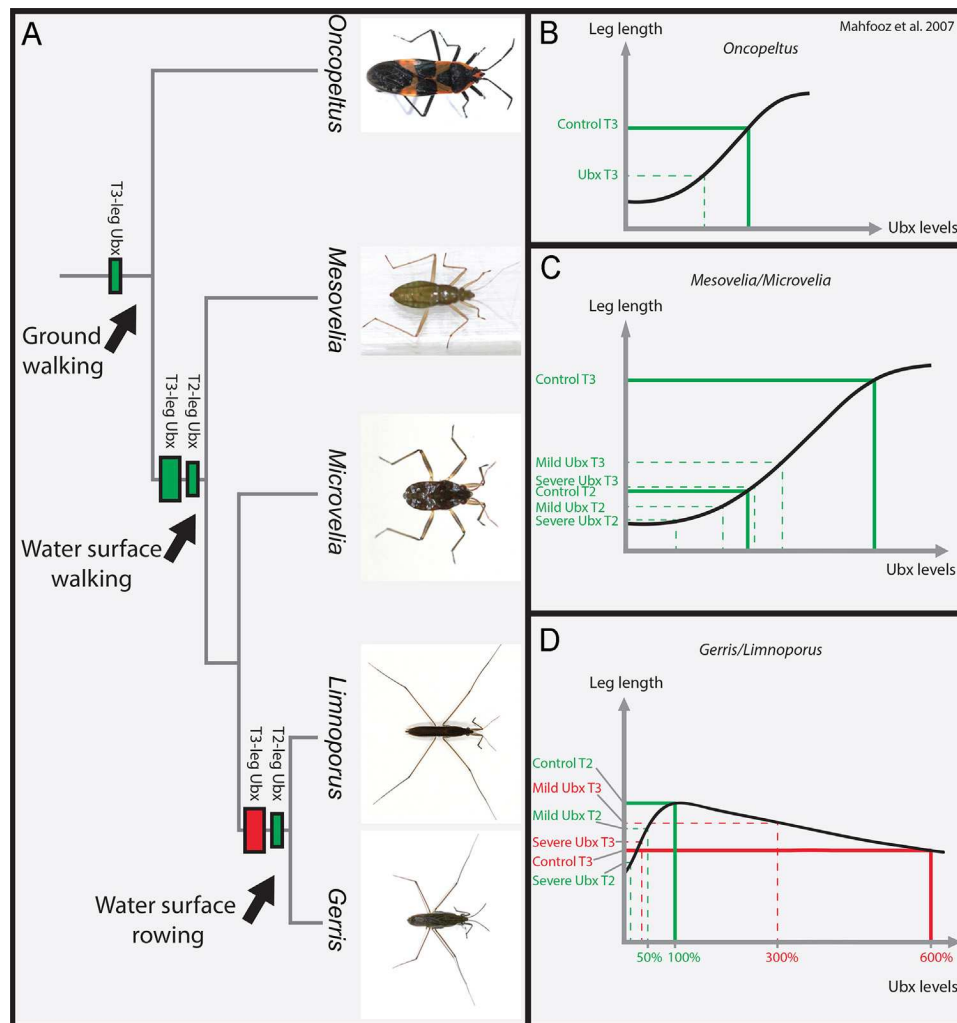 A
Oncopeltus
T3-leg Ubx
Ground
walking
Mesovelia
T3-leg Ubx
T2-leg Ubx
Water surface
walking
Microvelia
Limnoporus
T3-leg Ubx
T2-leg Ubx
Water surface
rowing
Gerris
B
Leg length
Mahfooz et al. 2007
Oncopeltus
Control T3
Ubx T3
Ubx levels
C
Mesovelia/Microvelia
Leg length
Control T3
Mild Ubx T3
Severe Ubx T3
Control T2
Mild Ubx T2
Severe Ubx T2
Ubx levels
D
Gerris/Limnoporus
Leg length
Control T2
Mild Ubx T3
Mild Ubx T2
Severe Ubx T3
Control T3
Severe Ubx T2
50% 100% 300% 600%
Ubx levels